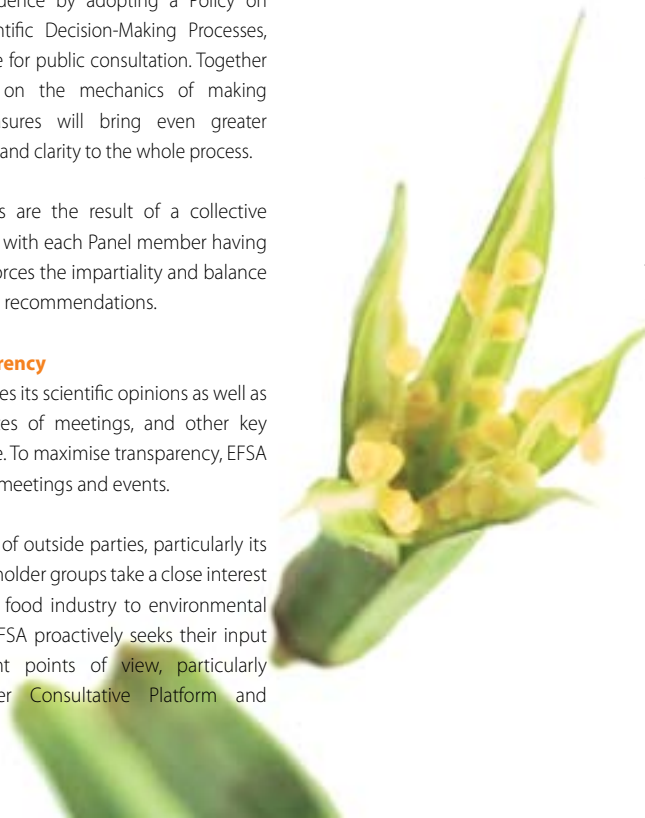 dence by adopting a Policy on
ntific Decision-Making Processes,
e for public consultation. Together
on the mechanics of making
sures will bring even greater
and clarity to the whole process.
s are the result of a collective
with each Panel member having
orces the impartiality and balance
recommendations.
rency
es its scientific opinions as well as
es of meetings, and other key
e. To maximise transparency, EFSA
meetings and events.
of outside parties, particularly its
holder groups take a close interest
food industry to environmental
FSA proactively seeks their input
nt points of view, particularly
er Consultative Platform and